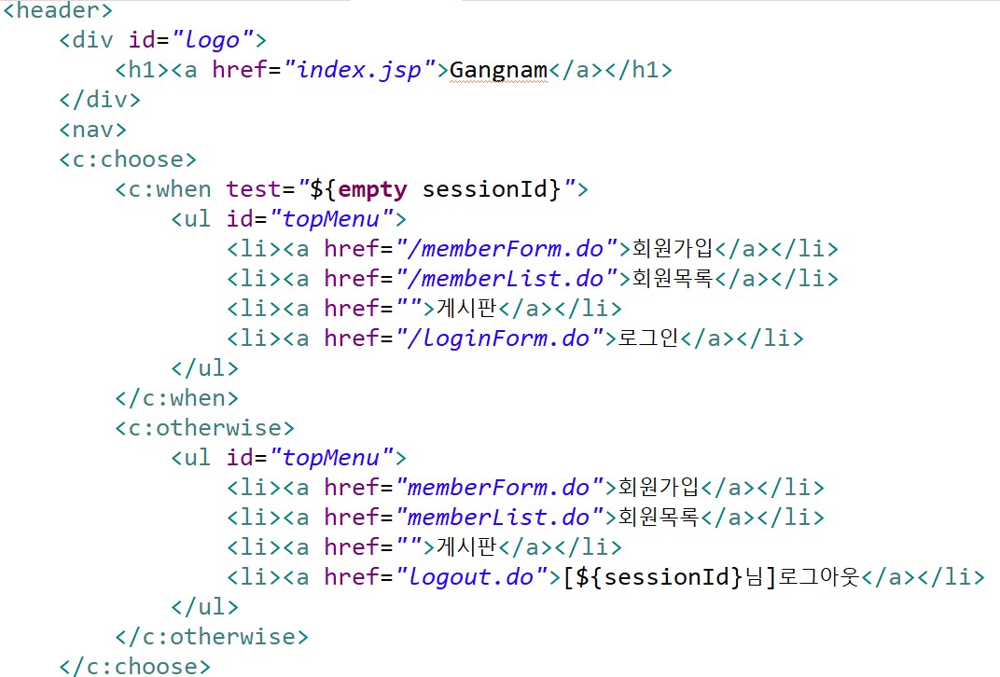 <header>
    <div id="logo">
        <h1><a href="index.jsp">Gangnam</a></h1>
    </div>
    <nav>
    <c:choose>
        <c:when test="${empty sessionId}">
            <ul id="topMenu">
                <li><a href="/memberForm.do">회원가입</a></li>
                <li><a href="/memberList.do">회원목록</a></li>
                <li><a href="">게시판</a></li>
                <li><a href="/loginForm.do">로그인</a></li>
            </ul>
        </c:when>
        <c:otherwise>
            <ul id="topMenu">
                <li><a href="memberForm.do">회원가입</a></li>
                <li><a href="memberList.do">회원목록</a></li>
                <li><a href="">게시판</a></li>
                <li><a href="logout.do">[${sessionId}님]로그아웃</a></li>
            </ul>
        </c:otherwise>
    </c:choose>